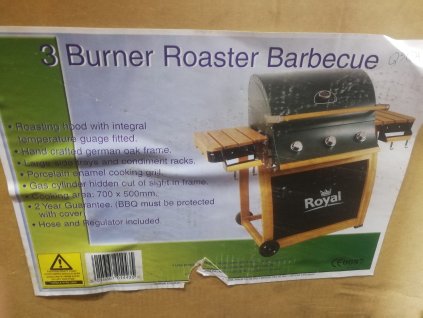 3 Burner Roaster Barbecue
• Roasting hood with integral
temperature guage fitted.
• Hand crafted german oak frame.
• Large side trays and condiment racks.
• Porcelain enamel cooking grill.
• Gas cylinder hidden out of sight in frame.
• Cooking area: 700 x 500mm.
• 2 Year Guarantee. (BBQ must be protected
with cover
• Hose and Regulator included.
Royal